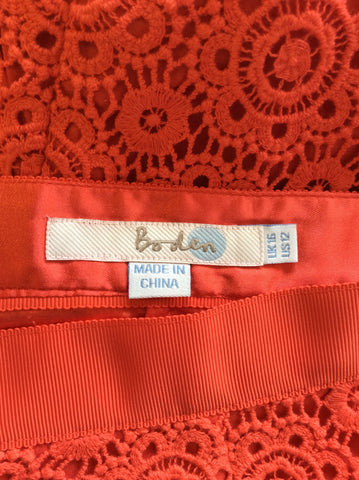 Boden
UK16
US12
MADE IN
CHINA